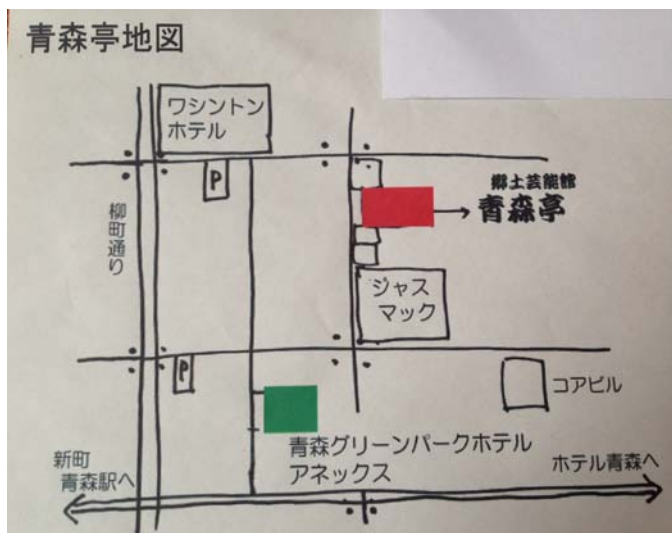 青森亭地図
ワシントン
ホテル
P
郷土芸能館
青森亭
柳町通り
ジャス
マック
P
コアビル
青森グリーンパークホテル
アネックス
新町
青森駅へ
ホテル青森へ